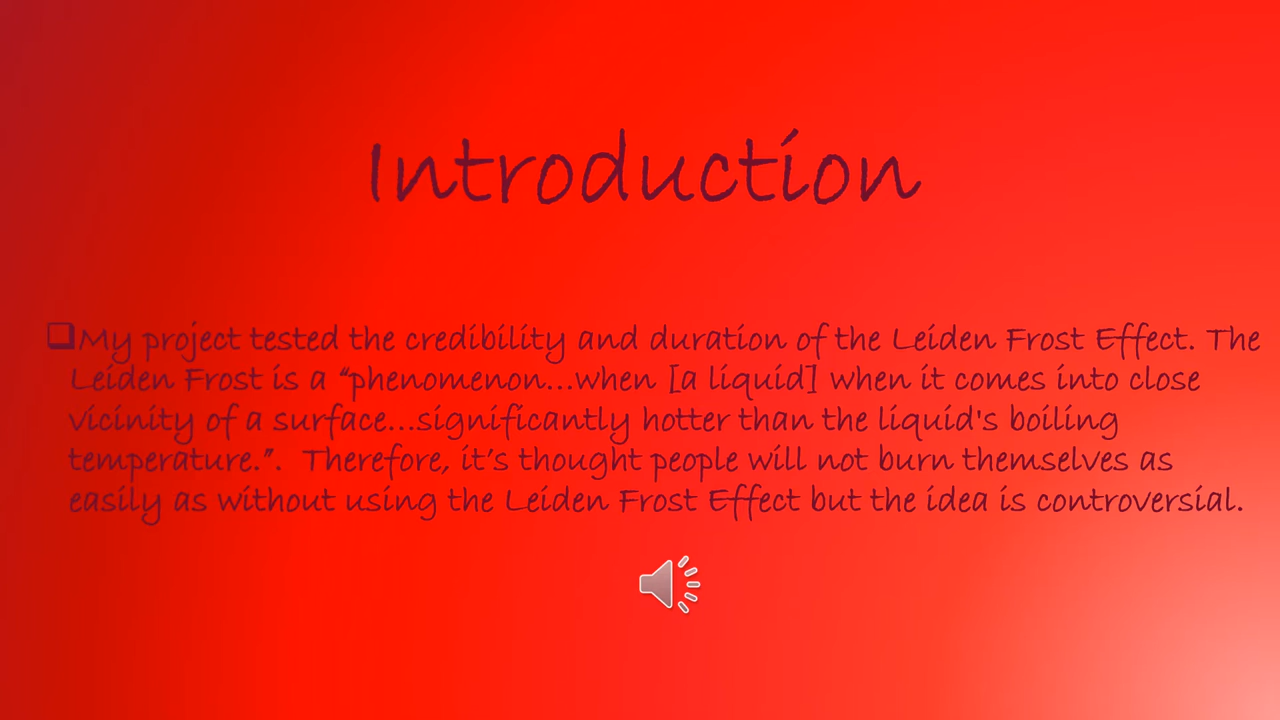 Introduction
❑My project tested the credibility and duration of the Leiden Frost Effect. The
Leiden Frost is a “phenomenon...when [a liquid] when it comes into close
vicinity of a surface...significantly hotter than the liquid's boiling
temperature.”.  Therefore, it’s thought people will not burn themselves as
easily as without using the Leiden Frost Effect but the idea is controversial.